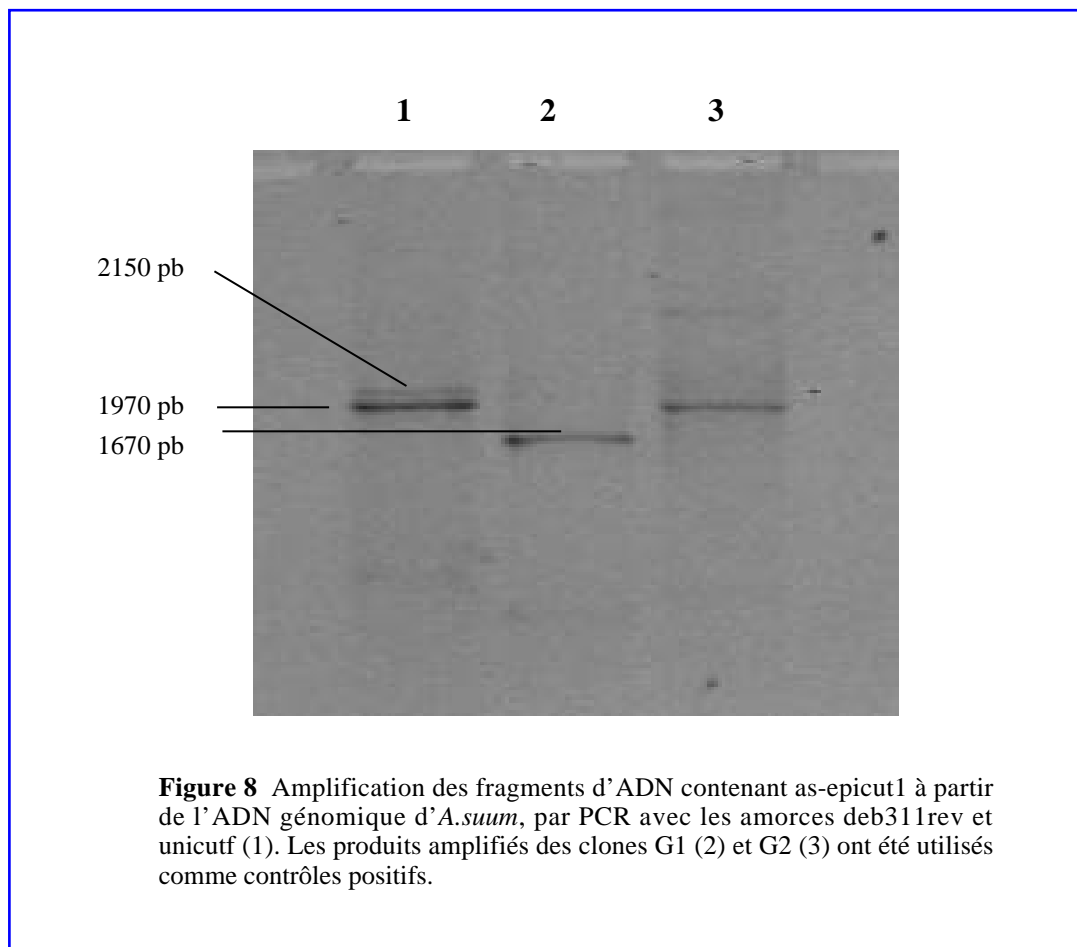 1 2 3
2150 pb
1970 pb
1670 pb
Figure 8 Amplification des fragments d’ADN contenant as-epicut1 à partir
de l’ADN génomique d’A.suum, par PCR avec les amorces deb311rev et
unicutf (1). Les produits amplifiés des clones G1 (2) et G2 (3) ont été utilisés
comme contrôles positifs.